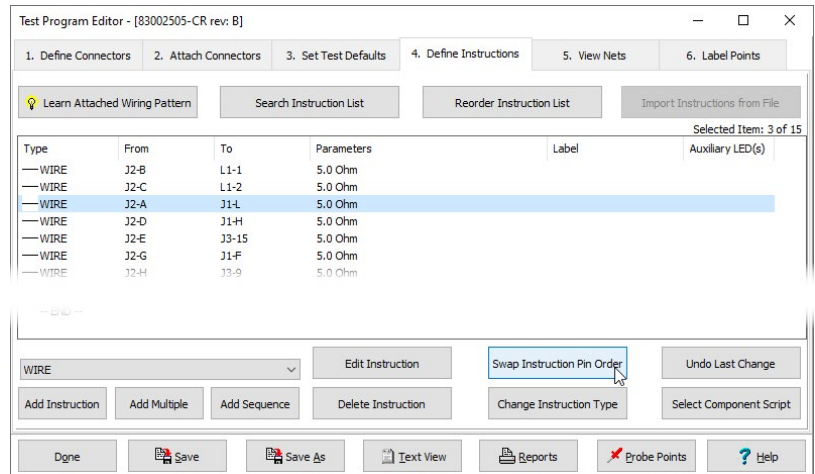 Test Program Editor - [83002505-CR rev: B]
1. Define Connectors 2. Attach Connectors 3. Set Test Defaults 4. Define Instructions 5. View Nets 6. Label Points
Learn Attached Wiring Pattern Search Instruction List Reorder Instruction List Import Instructions from File
Selected Item: 3 of 15
Type From To Parameters Label Auxiliary LED(s)
WIRE J2-B L1-1 5.0 Ohm
WIRE J2-C L1-2 5.0 Ohm
WIRE J2-A J1-L 5.0 Ohm
WIRE J2-D J1-H 5.0 Ohm
WIRE J2-E J3-15 5.0 Ohm
WIRE J2-G J1-F 5.0 Ohm
WIRE J2-H J3-9 5.0 Ohm
-- END --
WIRE Edit Instruction Swap Instruction Pin Order Undo Last Change
Add Instruction Add Multiple Add Sequence Delete Instruction Change Instruction Type Select Component Script
Done Save Save As Text View Reports Probe Points Help